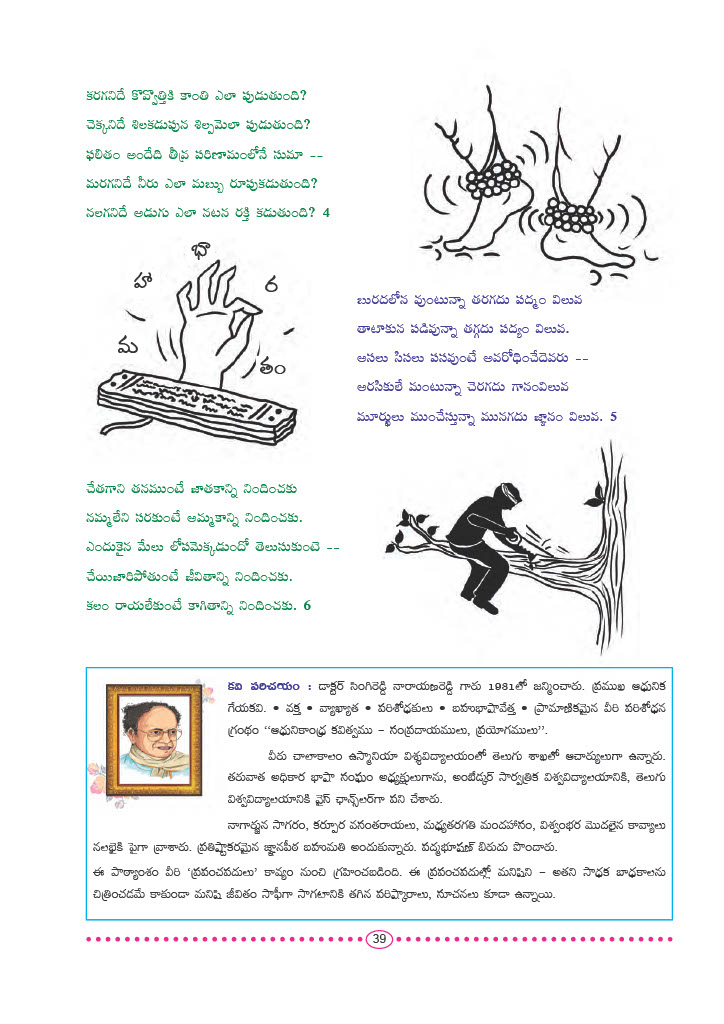 కరగనిదే కొవ్వొత్తికి కాంతి ఎలా పుడుతుంది?
చెక్కనిదే శిలకడుపున శిల్పమెలా పుడుతుంది?
ఫలితం అందేది తీవ్ర పరిణామంలోనే సుమా --
మరగనిదే నీరు ఎలా మబ్బు రూపుకడుతుంది?
నలగనిదే అడుగు ఎలా నటన రక్తి కడుతుంది? 4
మ
హా
భా
ర
తం
బురదలోన వుంటున్నా తరగదు పద్మం విలువ
తాటాకున పడివున్నా తగ్గదు పద్యం విలువ.
అసలు సిసలు పసవుంటే అవరోధించేదెవరు --
అరసికులే మంటున్నా చెరగదు గానంవిలువ
మూర్ఖులు ముంచేస్తున్నా మునగదు జ్ఞానం విలువ. 5
చేతగాని తనముంటే జాతకాన్ని నిందించకు
నమ్మలేని సరకుంటే అమ్మకాన్ని నిందించకు.
ఎందుకైన మేలు లోపమెక్కడుందో తెలుసుకుంటె --
చేయిజారిపోతుంటే జీవితాన్ని నిందించకు.
కలం రాయలేకుంటే కాగితాన్ని నిందించకు. 6
కవి పరిచయం : డాక్టర్ సింగిరెడ్డి నారాయణరెడ్డి గారు 1931లో జన్మించారు. ప్రముఖ ఆధునిక
గేయకవి. • వక్త • వ్యాఖ్యాత • పరిశోధకులు • బహుభాషావేత్త • ప్రామాణికమైన వీరి పరిశోధన
గ్రంథం "ఆధునికాంధ్ర కవిత్వము - సంప్రదాయములు, ప్రయోగములు".
వీరు చాలాకాలం ఉస్మానియా విశ్వవిద్యాలయంలో తెలుగు శాఖలో ఆచార్యులుగా ఉన్నారు.
తరువాత అధికార భాషా సంఘం అధ్యక్షులుగాను, అంబేద్కర్ సార్వత్రిక విశ్వవిద్యాలయానికి, తెలుగు
విశ్వవిద్యాలయానికి వైస్ ఛాన్స్‌లర్‌గా పని చేశారు.
నాగార్జున సాగరం, కర్పూర వసంతరాయలు, మధ్యతరగతి మందహాసం, విశ్వంభర మొదలైన కావ్యాలు
నలభైకి పైగా వ్రాశారు. ప్రతిష్ఠాకరమైన జ్ఞానపీఠ బహుమతి అందుకున్నారు. పద్మభూషణ్ బిరుదు పొందారు.
ఈ పాఠ్యాంశం వీరి 'ప్రపంచపదులు' కావ్యం నుంచి గ్రహించబడింది. ఈ ప్రపంచపదుల్లో మనిషిని - అతని సాధక బాధకాలను
చిత్రించడమే కాకుండా మనిషి జీవితం సాఫీగా సాగటానికి తగిన పరిష్కారాలు, సూచనలు కూడా ఉన్నాయి.
39